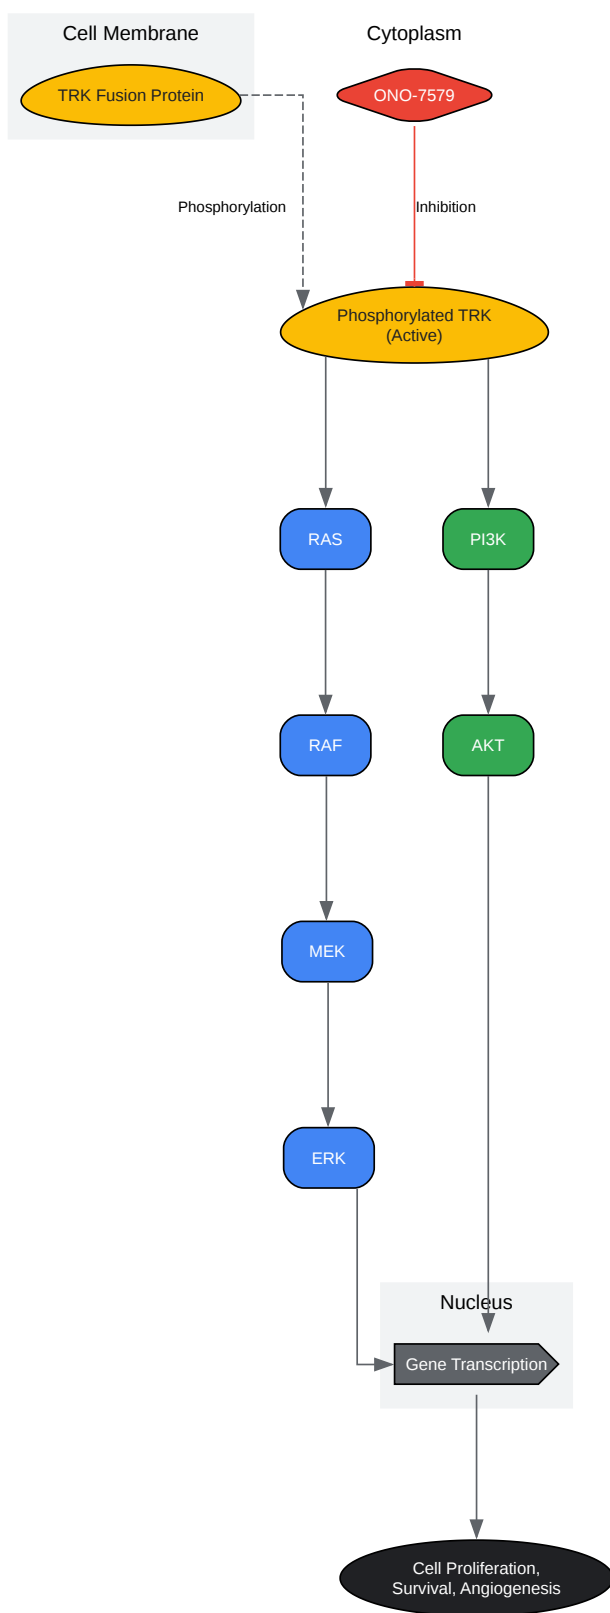 Cell Membrane
Cytoplasm
TRK Fusion Protein
ONO-7579
Phosphorylation
Inhibition
Phosphorylated TRK
(Active)
RAS
PI3K
RAF
AKT
MEK
ERK
Nucleus
Gene Transcription
Cell Proliferation,
Survival, Angiogenesis